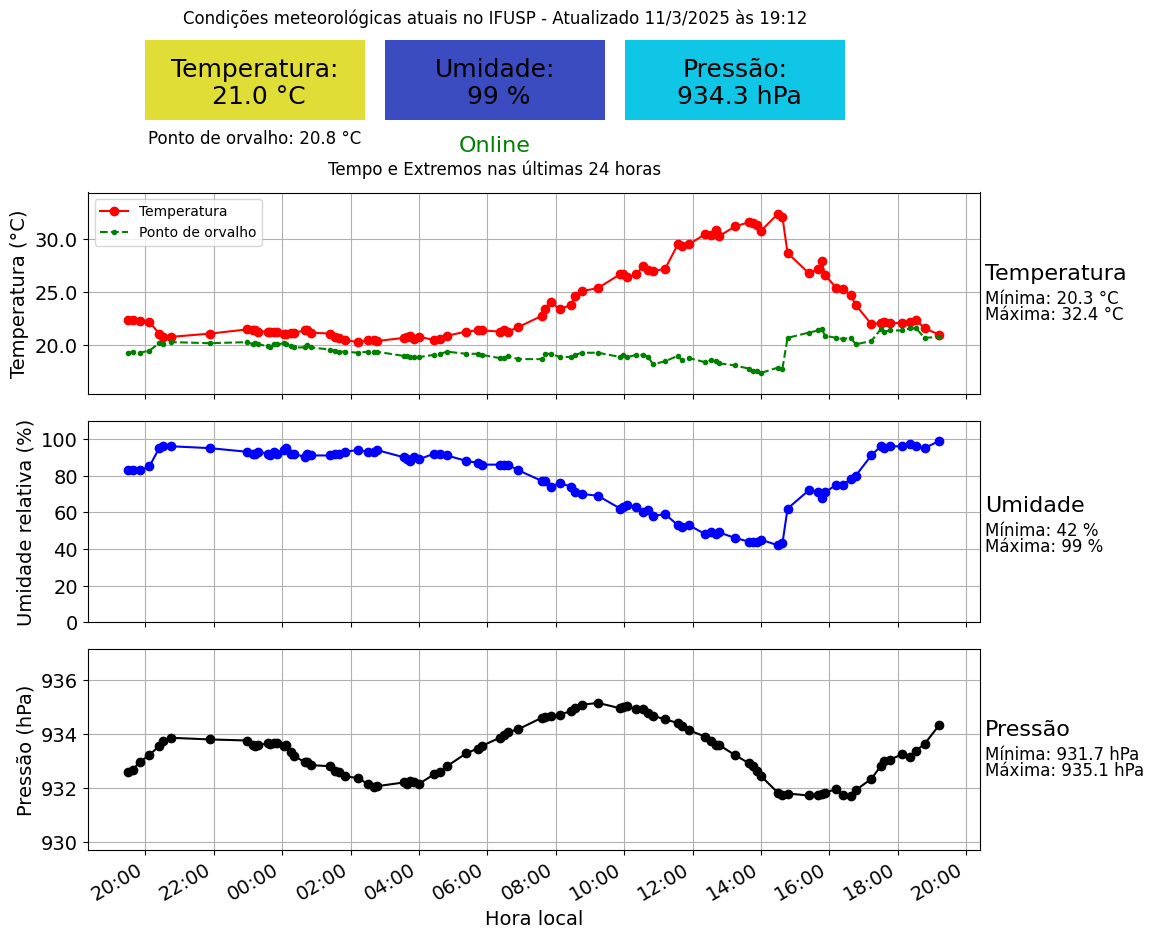 Condições meteorológicas atuais no IFUSP - Atualizado 11/3/2025 às 19:12
Temperatura:
21.0 °C
Umidade:
99 %
Pressão:
934.3 hPa
Ponto de orvalho: 20.8 °C
Online
Tempo e Extremos nas últimas 24 horas
Temperatura (°C)
30.0
25.0
20.0
Temperatura
Ponto de orvalho
Temperatura
Mínima: 20.3 °C
Máxima: 32.4 °C
Umidade relativa (%)
100
80
60
40
20
0
Umidade
Mínima: 42 %
Máxima: 99 %
Pressão (hPa)
936
934
932
930
Pressão
Mínima: 931.7 hPa
Máxima: 935.1 hPa
20:00 22:00 00:00 02:00 04:00 06:00 08:00 10:00 12:00 14:00 16:00 18:00 20:00
Hora local